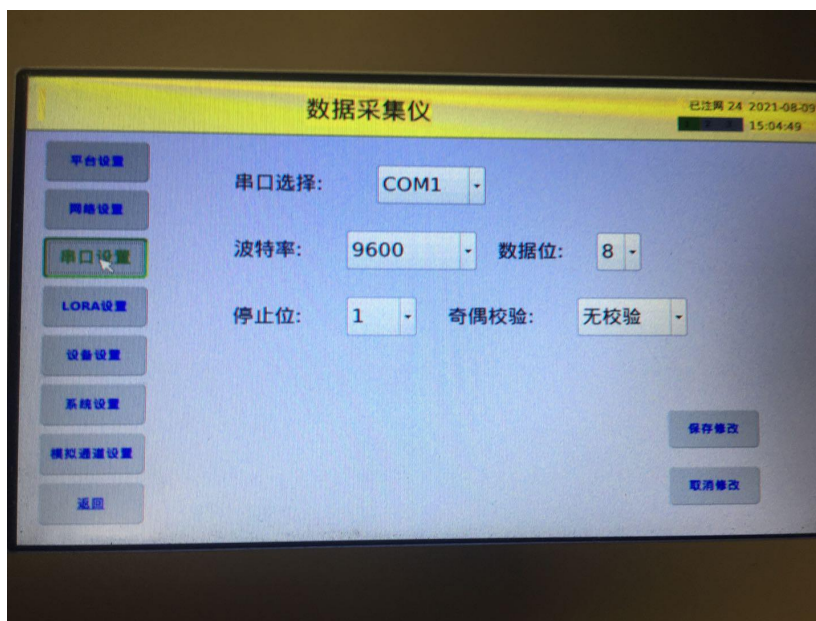 数据采集仪
已注网 24 2021-08-09
15:04:49
平台设置
网络设置
串口设置
LORA设置
设备设置
系统设置
模拟通道设置
返回
串口选择: COM1
波特率: 9600 数据位: 8
停止位: 1 奇偶校验: 无校验
保存修改
取消修改